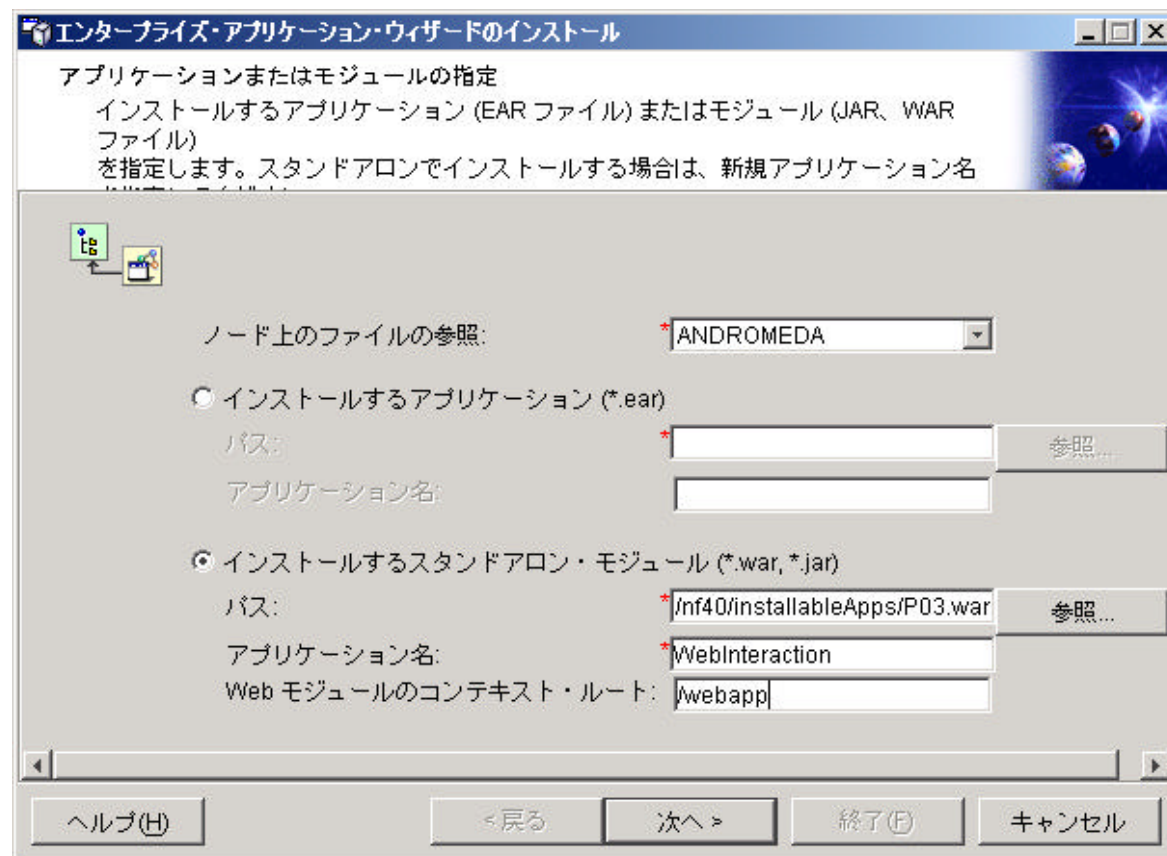 エンタープライズ・アプリケーション・ウィザードのインストール
アプリケーションまたはモジュールの指定
インストールするアプリケーション (EAR ファイル) またはモジュール (JAR、WAR
ファイル)
を指定します。スタンドアロンでインストールする場合は、新規アプリケーション名
ノード上のファイルの参照: *ANDROMEDA
インストールするアプリケーション (*.ear)
パス: * 参照...
アプリケーション名:
インストールするスタンドアロン・モジュール (*.war, *.jar)
パス: */nf40/installableApps/P03.war 参照...
アプリケーション名: *WebInteraction
Web モジュールのコンテキスト・ルート: /webapp
ヘルプ(H) <戻る 次へ > 終了(F) キャンセル